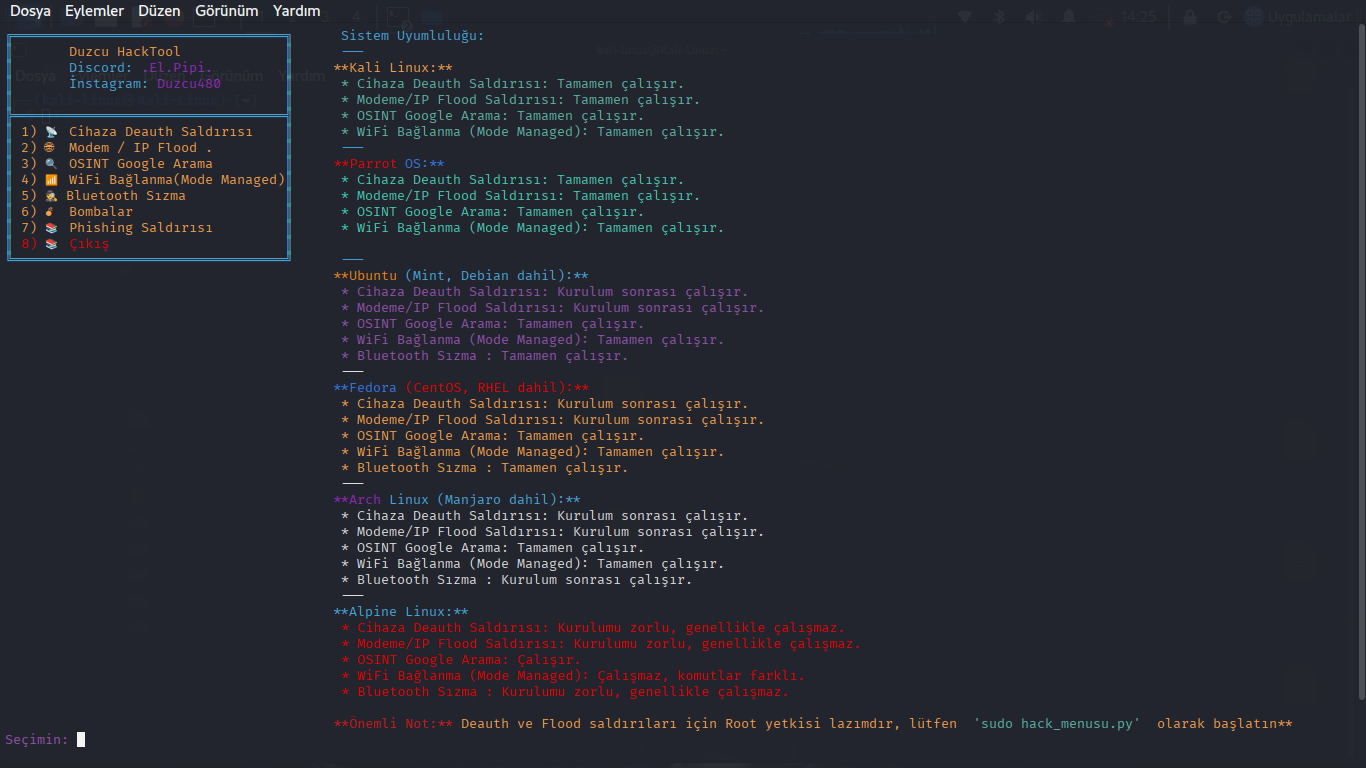 Dosya Eylemler Düzen Görünüm Yardım
14:25
Uygulamalar
Duzcu HackTool
Discord: .El.Pipi.
İnstagram: Duzcu480
1) Cihaza Deauth Saldırısı
2) Modem / IP Flood .
3) OSINT Google Arama
4) WiFi Bağlanma(Mode Managed)
5) Bluetooth Sızma
6) Bombalar
7) Phishing Saldırısı
8) Çıkış
Sistem Uyumluluğu:
———
**Kali Linux:**
* Cihaza Deauth Saldırısı: Tamamen çalışır.
* Modeme/IP Flood Saldırısı: Tamamen çalışır.
* OSINT Google Arama: Tamamen çalışır.
* WiFi Bağlanma (Mode Managed): Tamamen çalışır.
———
**Parrot OS:**
* Cihaza Deauth Saldırısı: Tamamen çalışır.
* Modeme/IP Flood Saldırısı: Tamamen çalışır.
* OSINT Google Arama: Tamamen çalışır.
* WiFi Bağlanma (Mode Managed): Tamamen çalışır.
———
**Ubuntu (Mint, Debian dahil):**
* Cihaza Deauth Saldırısı: Kurulum sonrası çalışır.
* Modeme/IP Flood Saldırısı: Kurulum sonrası çalışır.
* OSINT Google Arama: Tamamen çalışır.
* WiFi Bağlanma (Mode Managed): Tamamen çalışır.
* Bluetooth Sızma : Tamamen çalışır.
———
**Fedora (CentOS, RHEL dahil):**
* Cihaza Deauth Saldırısı: Kurulum sonrası çalışır.
* Modeme/IP Flood Saldırısı: Kurulum sonrası çalışır.
* OSINT Google Arama: Tamamen çalışır.
* WiFi Bağlanma (Mode Managed): Tamamen çalışır.
* Bluetooth Sızma : Tamamen çalışır.
———
**Arch Linux (Manjaro dahil):**
* Cihaza Deauth Saldırısı: Kurulum sonrası çalışır.
* Modeme/IP Flood Saldırısı: Kurulum sonrası çalışır.
* OSINT Google Arama: Tamamen çalışır.
* WiFi Bağlanma (Mode Managed): Tamamen çalışır.
* Bluetooth Sızma : Kurulum sonrası çalışır.
———
**Alpine Linux:**
* Cihaza Deauth Saldırısı: Kurulumu zorlu, genellikle çalışmaz.
* Modeme/IP Flood Saldırısı: Kurulumu zorlu, genellikle çalışmaz.
* OSINT Google Arama: Çalışır.
* WiFi Bağlanma (Mode Managed): Çalışmaz, komutlar farklı.
* Bluetooth Sızma : Kurulumu zorlu, genellikle çalışmaz.
**Önemli Not:** Deauth ve Flood saldırıları için Root yetkisi lazımdır, lütfen 'sudo hack_menusu.py' olarak başlatın**
Seçimin: